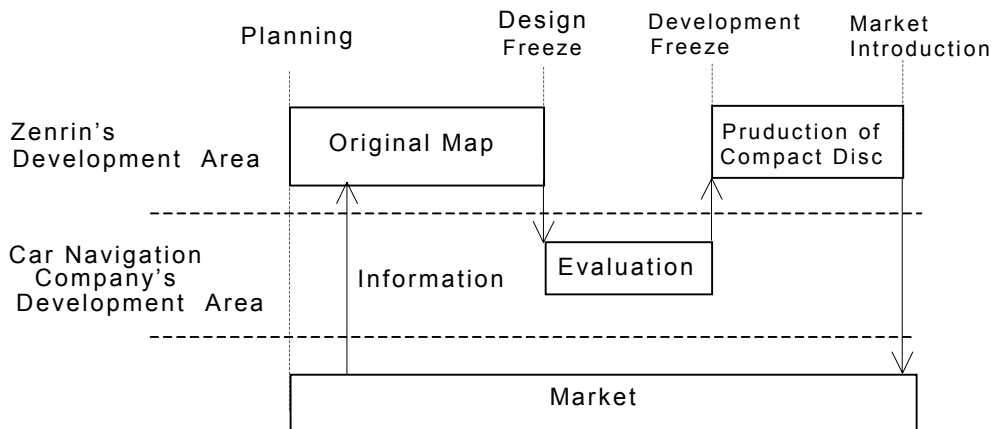 Planning
Design
Freeze
Development
Freeze
Market
Introduction
Zenrin's
Development Area
Original Map
Pruduction of
Compact Disc
Car Navigation
Company's
Development Area
Information
Evaluation
Market